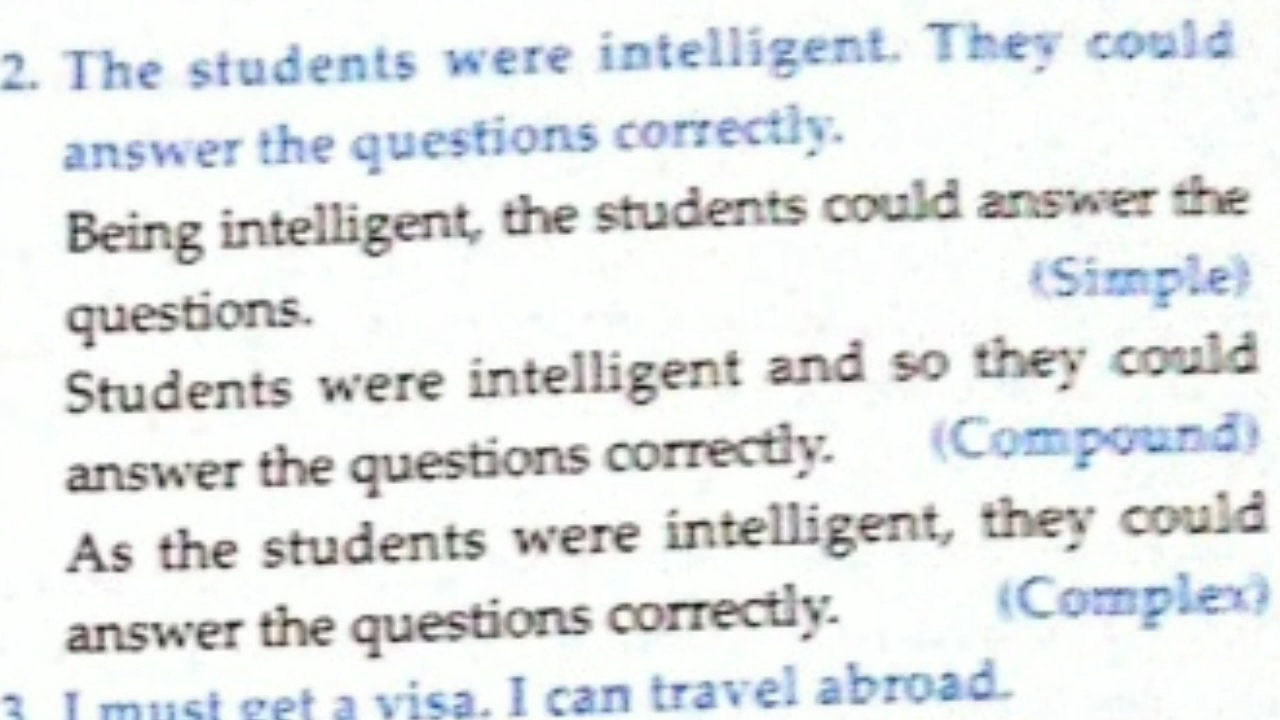 2. The students were intelligent. They could
answer the questions correctly.
Being intelligent, the students could answer the
questions. (Simple)
Students were intelligent and so they could
answer the questions correctly. (Compound)
As the students were intelligent, they could
answer the questions correctly. (Complex)
3. I must get a visa. I can travel abroad.